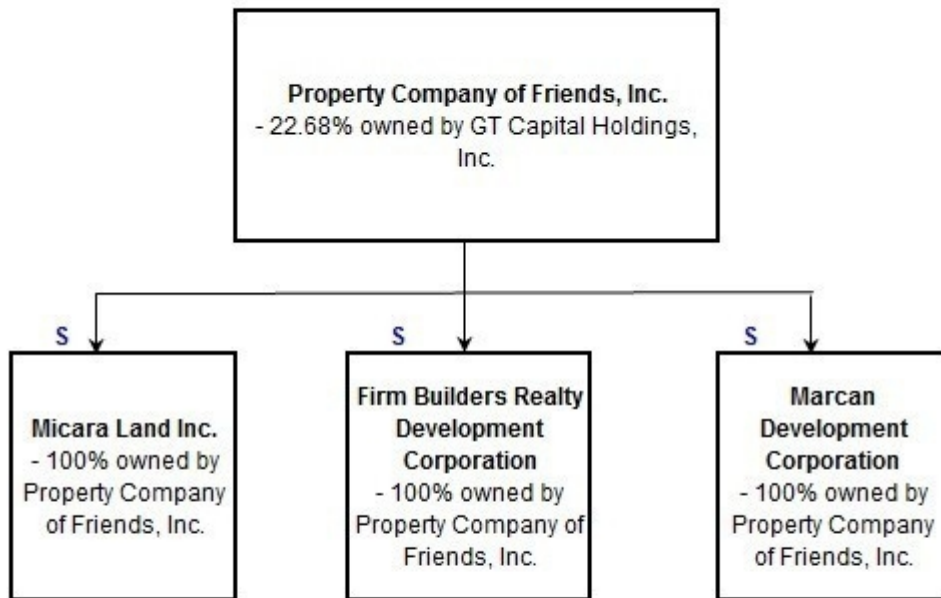 Property Company of Friends, Inc.
- 22.68% owned by GT Capital Holdings,
Inc.
S
S
S
Micara Land Inc.
- 100% owned by
Property Company
of Friends, Inc.
Firm Builders Realty
Development
Corporation
- 100% owned by
Property Company of
Friends, Inc.
Marcan
Development
Corporation
- 100% owned by
Property Company
of Friends, Inc.